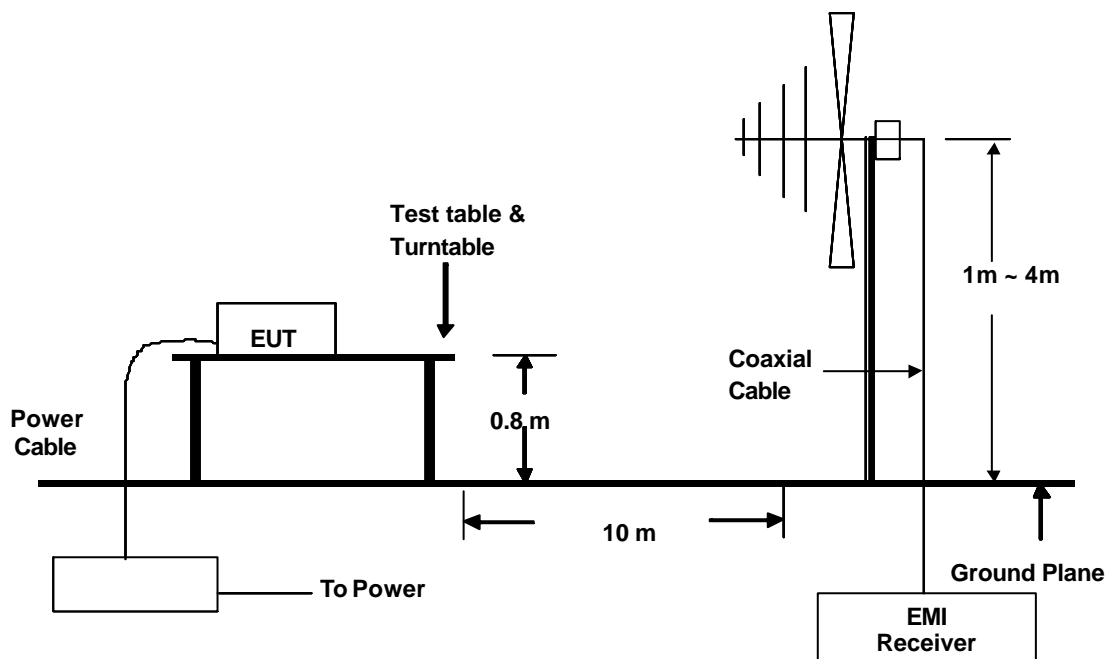 Test table &
Turntable
1m ~ 4m
EUT
Coaxial
Cable
0.8 m
Power
Cable
10 m
To Power
Ground Plane
EMI
Receiver